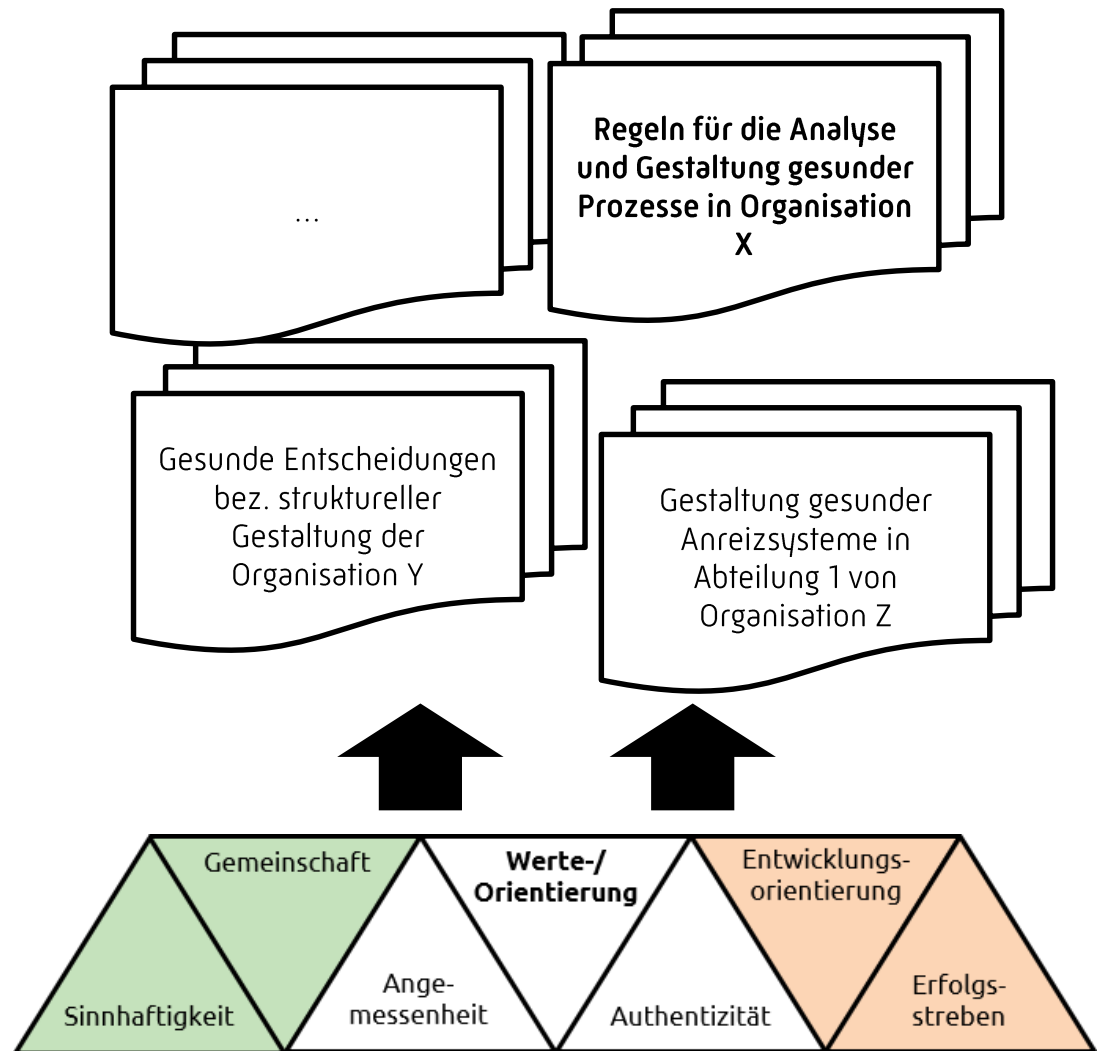 ...
Regeln für die Analyse
und Gestaltung gesunder
Prozesse in Organisation
X
Gesunde Entscheidungen
bez. struktureller
Gestaltung der
Organisation Y
Gestaltung gesunder
Anreizsysteme in
Abteilung 1 von
Organisation Z
Sinnhaftigkeit
Gemeinschaft
Ange-
messenheit
Werte-/
Orientierung
Authentizität
Entwicklungs-
orientierung
Erfolgs-
streben